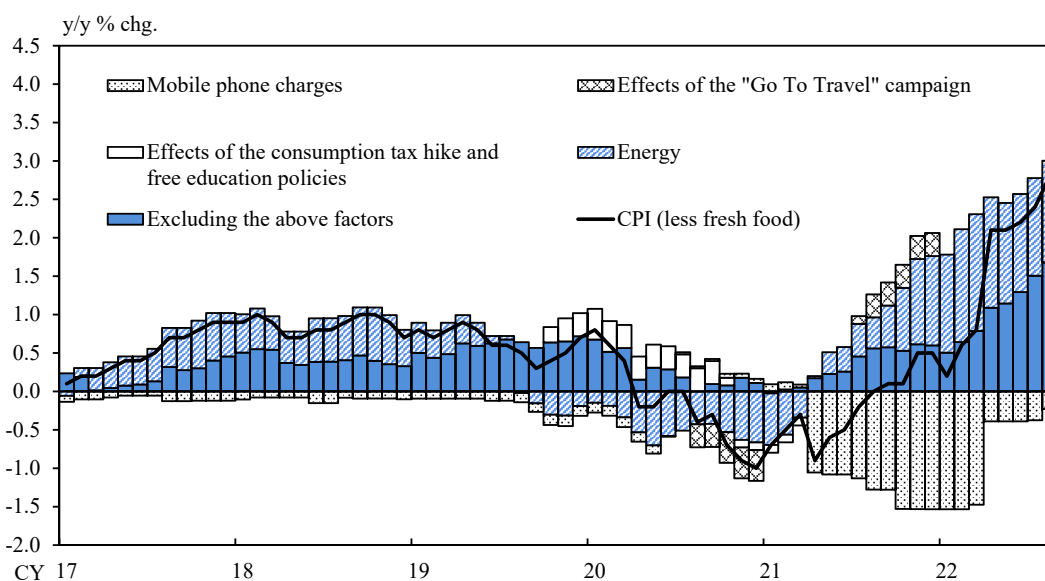 y/y % chg.
4.5
4.0
Mobile phone charges
Effects of the "Go To Travel" campaign
3.5
3.0
Effects of the consumption tax hike and
free education policies
Energy
2.5
Excluding the above factors
CPI (less fresh food)
2.0
1.5
1.0
0.5
0.0
-0.5
-1.0
-1.5
-2.0
CY 17 18 19 20 21 22